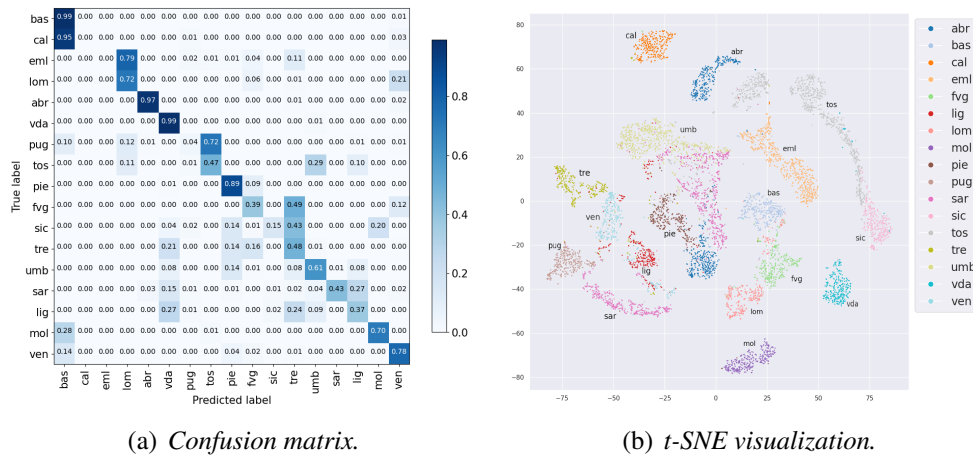 bas 0.99 0.00 0.00 0.00 0.00 0.00 0.00 0.00 0.00 0.00 0.00 0.00 0.00 0.00 0.00 0.00 0.01
cal 0.95 0.00 0.00 0.00 0.00 0.00 0.01 0.00 0.00 0.00 0.00 0.00 0.00 0.00 0.00 0.00 0.03
eml 0.00 0.00 0.00 0.79 0.00 0.00 0.02 0.01 0.01 0.04 0.00 0.11 0.00 0.00 0.00 0.00 0.00
lom 0.00 0.00 0.00 0.72 0.00 0.00 0.00 0.00 0.00 0.06 0.00 0.00 0.00 0.00 0.00 0.00 0.21
abr 0.00 0.00 0.00 0.00 0.97 0.00 0.00 0.00 0.00 0.00 0.00 0.00 0.00 0.00 0.00 0.00 0.02
vda 0.00 0.00 0.00 0.00 0.00 0.99 0.00 0.00 0.00 0.00 0.00 0.00 0.01 0.00 0.00 0.00 0.00
pug 0.10 0.00 0.00 0.12 0.00 0.00 0.04 0.72 0.00 0.00 0.00 0.00 0.00 0.00 0.00 0.00 0.01
tos 0.00 0.00 0.00 0.11 0.00 0.00 0.01 0.47 0.00 0.00 0.00 0.00 0.29 0.00 0.10 0.00 0.00
pie 0.00 0.00 0.00 0.00 0.00 0.01 0.00 0.00 0.89 0.09 0.00 0.00 0.00 0.00 0.00 0.00 0.00
fvg 0.00 0.00 0.00 0.00 0.00 0.00 0.00 0.00 0.00 0.39 0.00 0.49 0.00 0.00 0.00 0.00 0.12
sic 0.00 0.00 0.00 0.00 0.00 0.04 0.02 0.00 0.14 0.01 0.15 0.43 0.00 0.00 0.00 0.20 0.00
tre 0.00 0.00 0.00 0.00 0.00 0.21 0.00 0.00 0.14 0.16 0.00 0.48 0.01 0.00 0.00 0.00 0.00
umb 0.00 0.00 0.00 0.00 0.00 0.08 0.00 0.00 0.14 0.00 0.00 0.08 0.61 0.01 0.08 0.00 0.00
sar 0.00 0.00 0.00 0.00 0.03 0.15 0.01 0.00 0.00 0.00 0.00 0.02 0.04 0.43 0.27 0.00 0.02
lig 0.00 0.00 0.00 0.00 0.00 0.27 0.00 0.00 0.01 0.00 0.00 0.24 0.09 0.00 0.37 0.00 0.00
mol 0.28 0.00 0.00 0.00 0.00 0.00 0.00 0.00 0.00 0.00 0.01 0.00 0.00 0.00 0.00 0.70 0.00
ven 0.14 0.00 0.00 0.00 0.00 0.00 0.00 0.00 0.04 0.02 0.00 0.01 0.00 0.00 0.00 0.00 0.78
bas cal eml lom abr vda pug tos pie fvg sic tre umb sar lig mol ven
True label
Predicted label
0.8
0.6
0.4
0.2
0.0
(a) Confusion matrix.
80
60
40
20
0
−20
−40
−60
−80
−75 −50 −25 0 25 50 75
cal
abr
tos
umb
eml
tre
bas
ven
pie
sic
pug
lig
fvg
vda
sar
lom
mol
abr
bas
cal
eml
fvg
lig
lom
mol
pie
pug
sar
sic
tos
tre
umb
vda
ven
(b) t-SNE visualization.